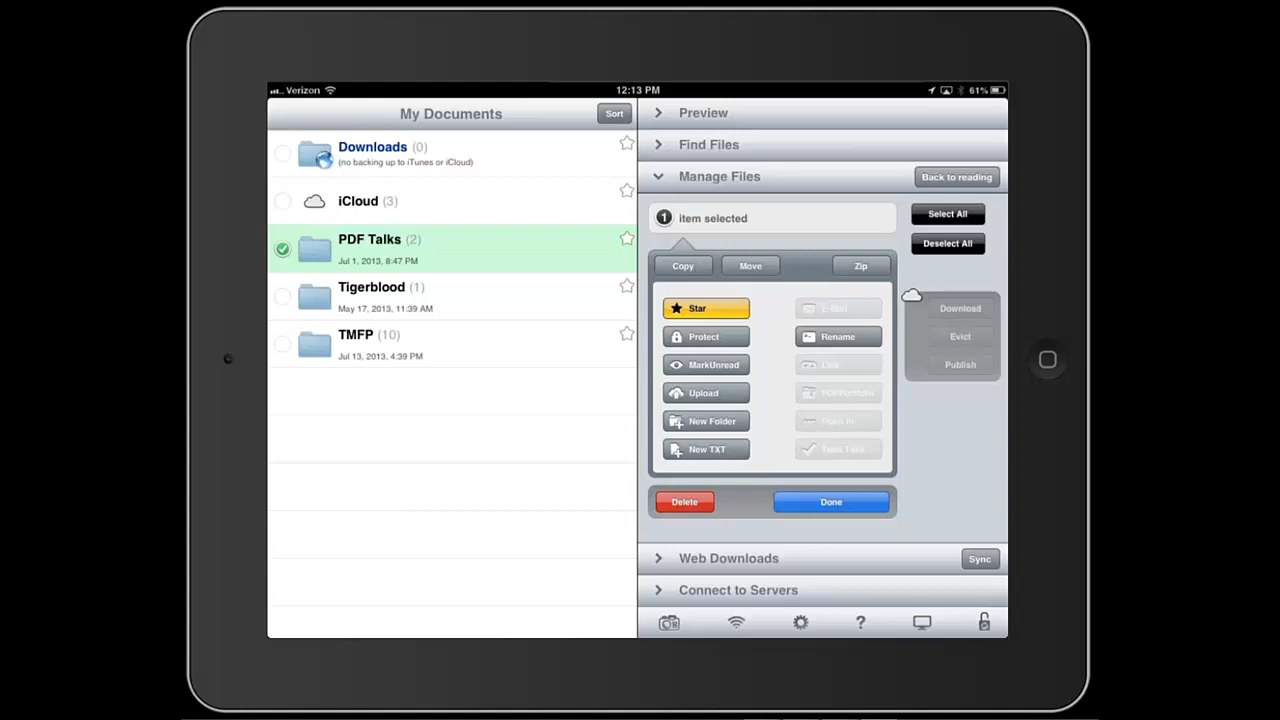 Verizon
12:13 PM
61%
My Documents
Sort
Downloads (0)
(no backing up to iTunes or iCloud)
iCloud (3)
PDF Talks (2)
Jul 1, 2013, 8:47 PM
Tigerblood (1)
May 17, 2013, 11:39 AM
TMFP (10)
Jul 13, 2013, 4:39 PM
Preview
Find Files
Manage Files
Back to reading
1 item selected
Select All
Deselect All
Copy
Move
Zip
Star
E-Mail
Protect
Rename
MarkUnread
Link
Upload
PDFPortfolio
New Folder
Open In
New TXT
Download
Evict
Publish
Delete
Done
Web Downloads
Sync
Connect to Servers
?